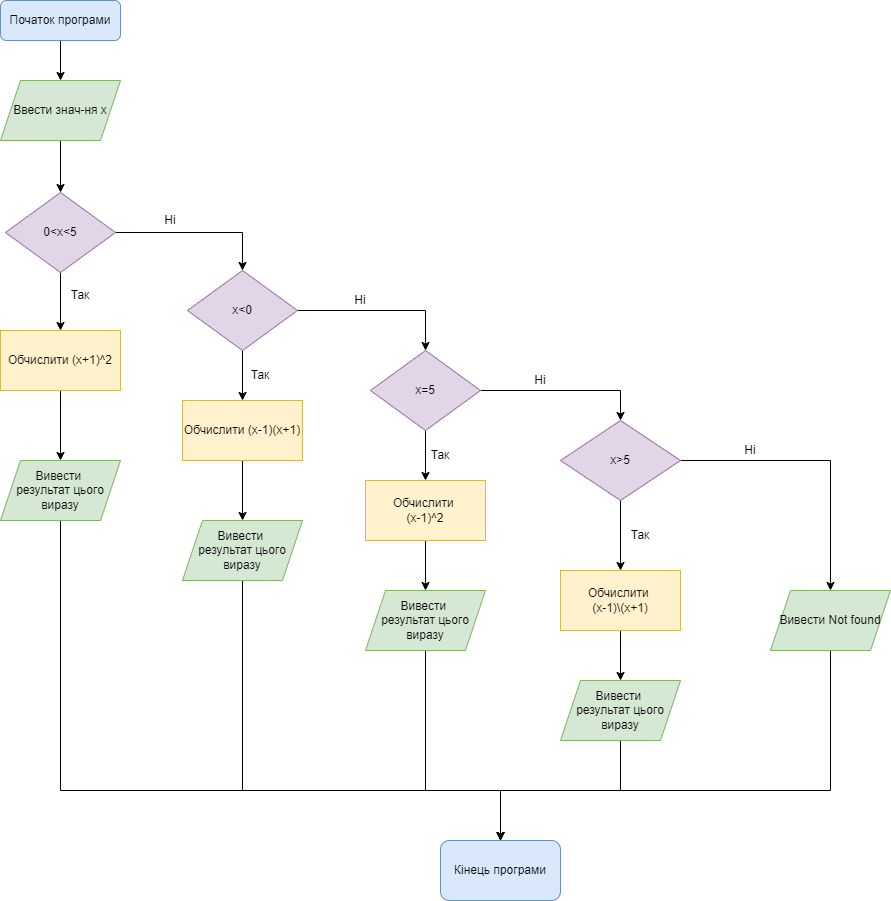 Початок програми
Ввести знач-ня x
0<x<5
Ні
Так
Обчислити (x+1)^2
Вивести
результат цього
виразу
x<0
Ні
Так
Обчислити (x-1)(x+1)
Вивести
результат цього
виразу
x=5
Ні
Так
Обчислити
(x-1)^2
Вивести
результат цього
виразу
x>5
Ні
Так
Обчислити
(x-1)\(x+1)
Вивести
результат цього
виразу
Вивести Not found
Кінець програми